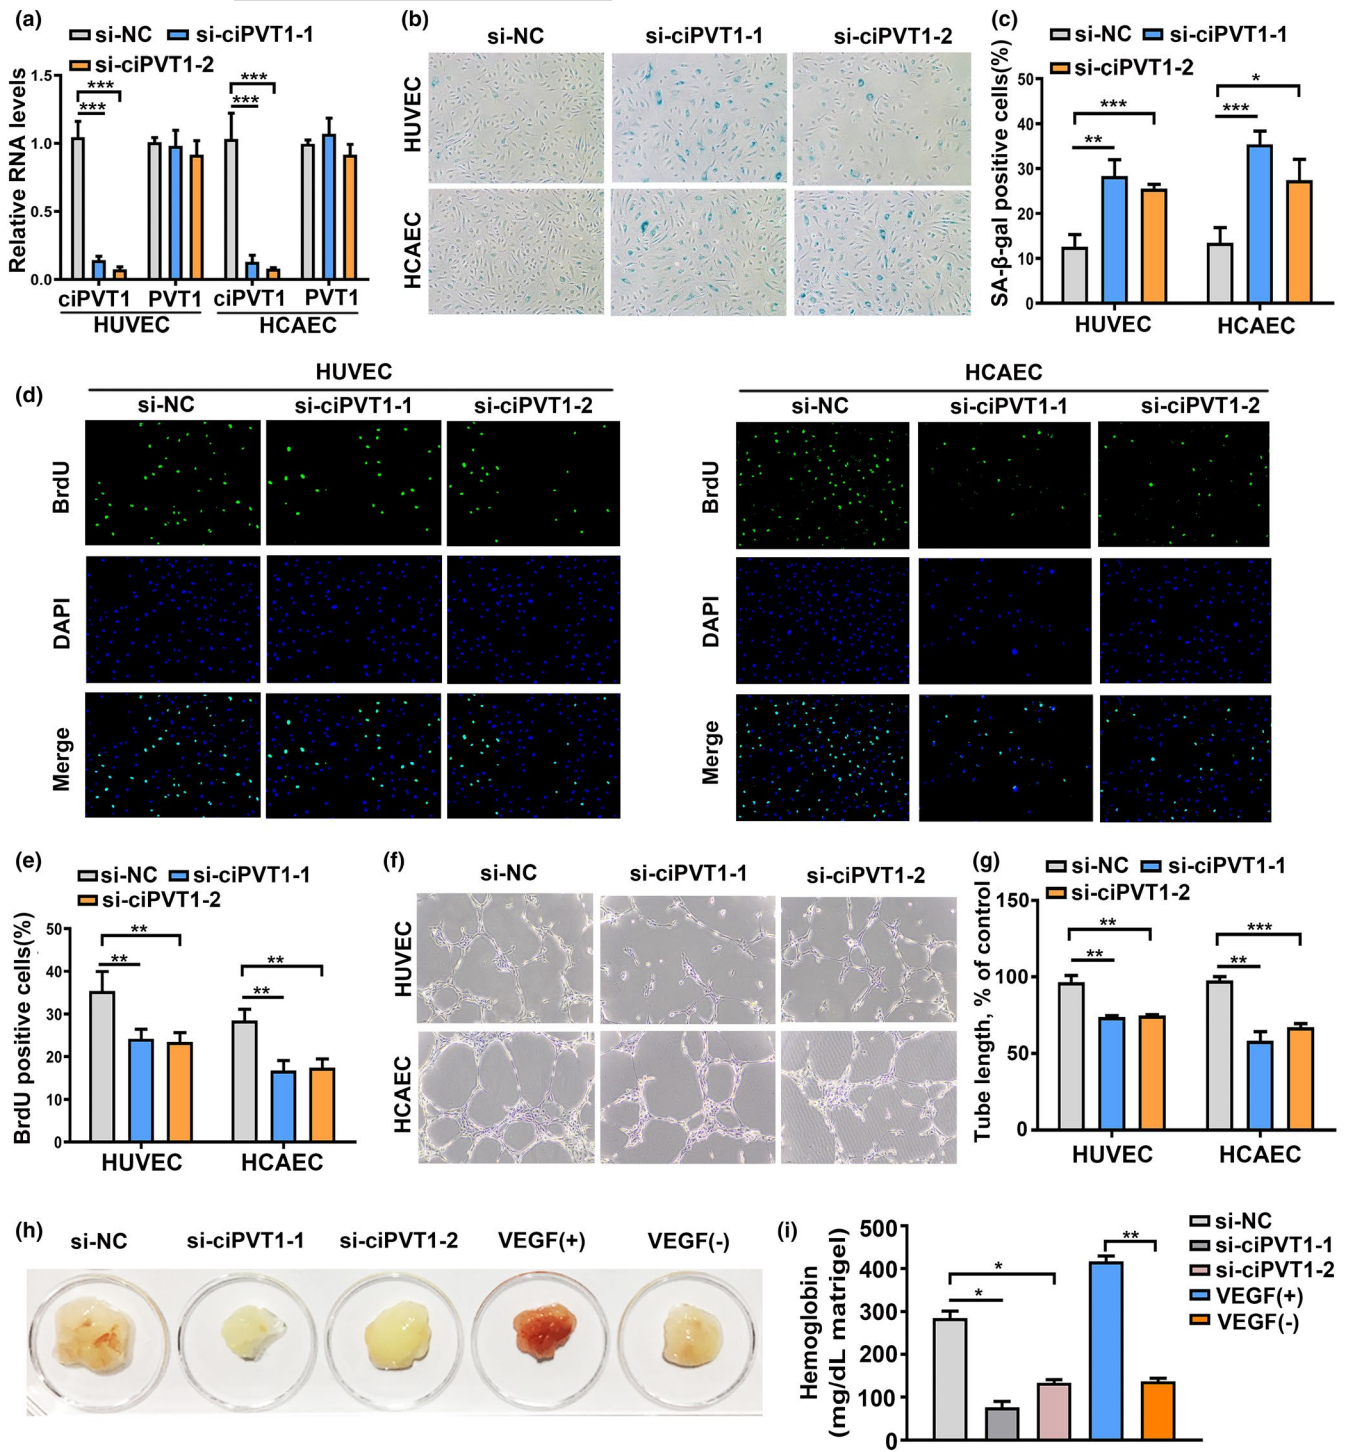 (a)
si-NC si-ciPVT1-1
si-ciPVT1-2
Relative RNA levels
1.5
1.0
0.5
0.0
*** *** *** ***
ciPVT1 PVT1 ciPVT1 PVT1
HUVEC HCAEC
(b)
si-NC si-ciPVT1-1 si-ciPVT1-2
HUVEC
HCAEC
(c)
si-NC si-ciPVT1-1
si-ciPVT1-2
SA-β-gal positive cells(%)
50
40
30
20
10
0
*** ** * ***
HUVEC HCAEC
(d)
HUVEC HCAEC
si-NC si-ciPVT1-1 si-ciPVT1-2 si-NC si-ciPVT1-1 si-ciPVT1-2
BrdU BrdU
DAPI DAPI
Merge Merge
(e)
si-NC si-ciPVT1-1
si-ciPVT1-2
BrdU positive cells(%)
50
40
30
20
10
0
** ** ** **
HUVEC HCAEC
(f)
si-NC si-ciPVT1-1 si-ciPVT1-2
HUVEC
HCAEC
(g)
si-NC si-ciPVT1-1
si-ciPVT1-2
Tube length, % of control
150
100
50
0
** ** *** **
HUVEC HCAEC
(h)
si-NC si-ciPVT1-1 si-ciPVT1-2 VEGF(+) VEGF(-)
(i)
Hemoglobin
(mg/dL matrigel)
500
400
300
200
100
0
* * **
si-NC
si-ciPVT1-1
si-ciPVT1-2
VEGF(+)
VEGF(-)